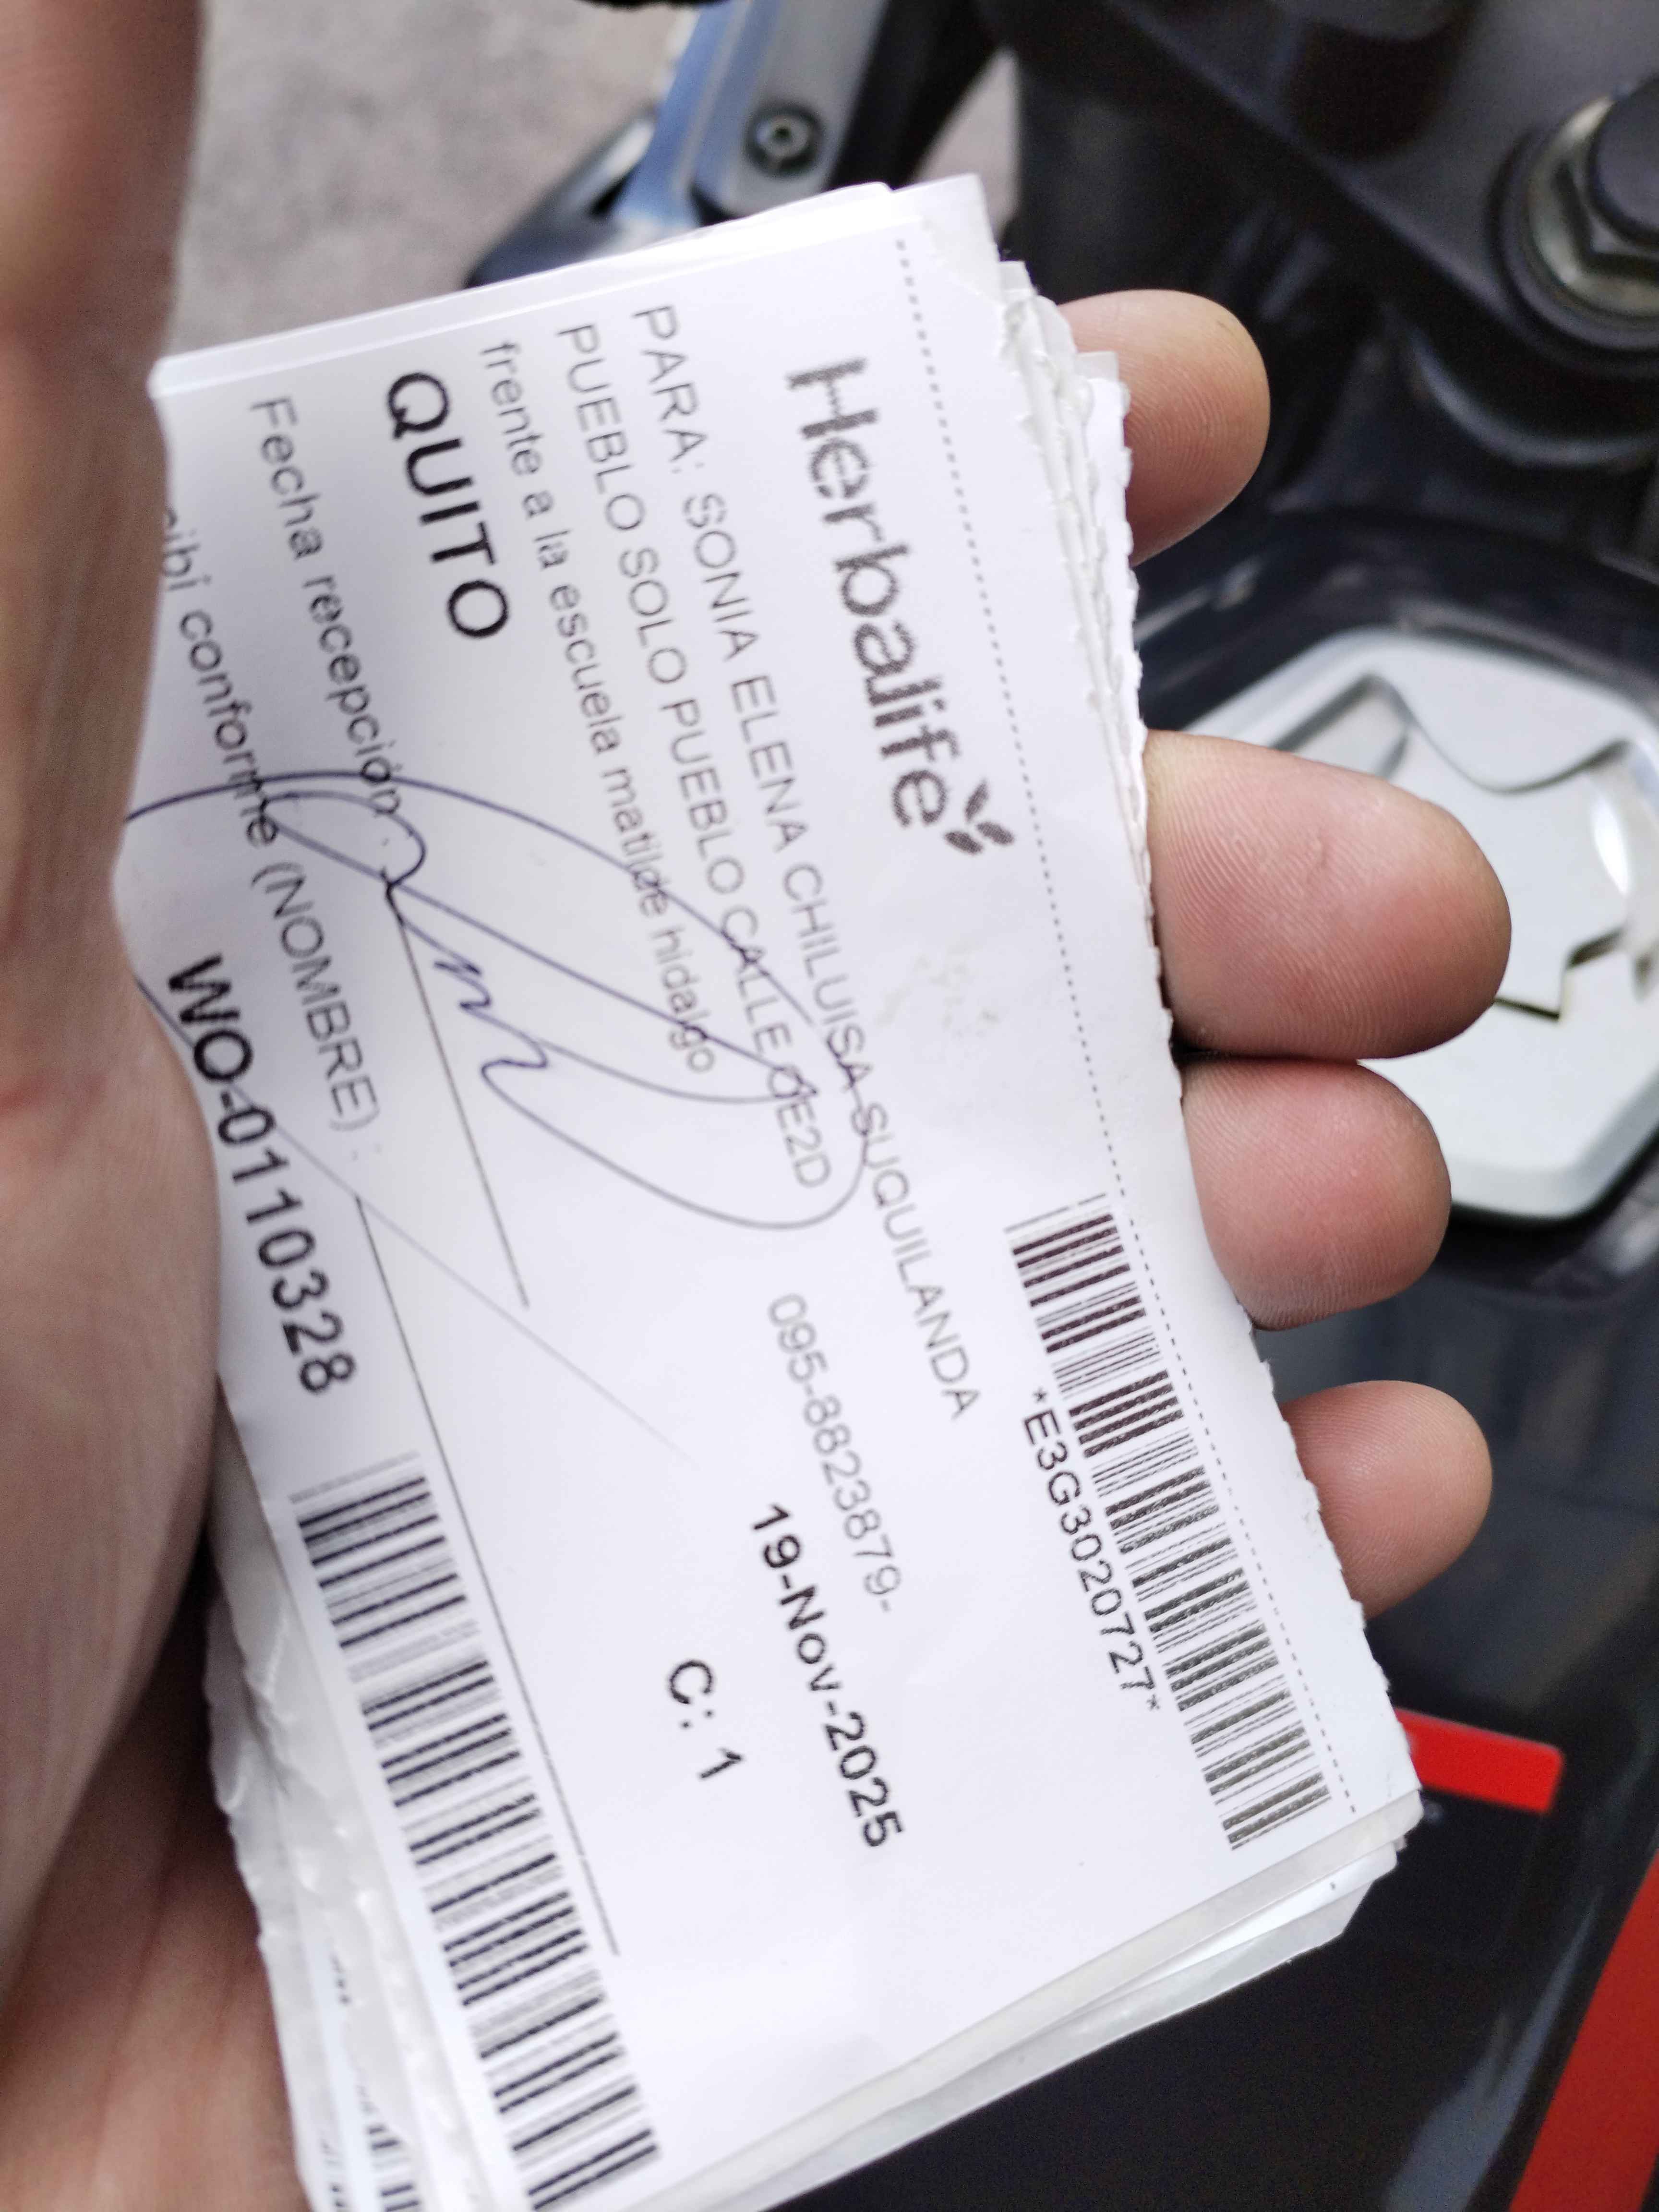 Herbalife
*E3G3020727*
PARA: SONIA ELENA CHILUISA SUQUILANDA
PUEBLO SOLO PUEBLO CALLE OE2D 095-8823879-
frente a la escuela matilde hidalgo
19-Nov-2025
QUITO
C: 1
Fecha recepción :
conforme (NOMBRE) :
WO-0110328